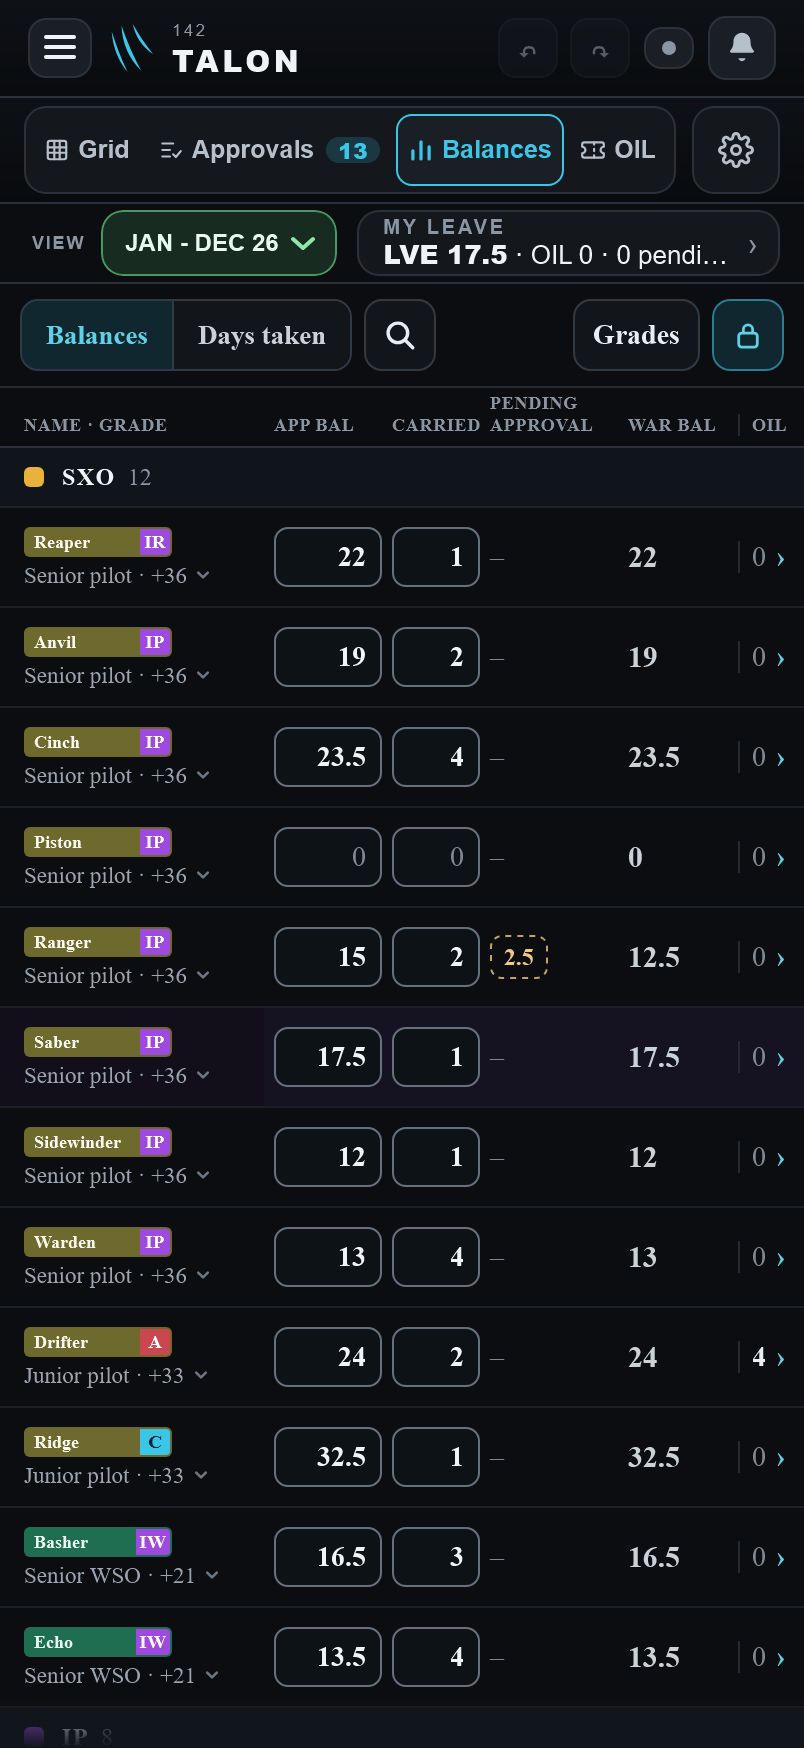 142
TALON
Grid
Approvals 13
Balances
OIL
VIEW
JAN - DEC 26
MY LEAVE
LVE 17.5 · OIL 0 · 0 pendi...
Balances
Days taken
Grades
NAME · GRADE APP BAL CARRIED PENDING APPROVAL WAR BAL OIL
SXO 12
Reaper IR
Senior pilot · +36
22 1 – 22 0 ›
Anvil IP
Senior pilot · +36
19 2 – 19 0 ›
Cinch IP
Senior pilot · +36
23.5 4 – 23.5 0 ›
Piston IP
Senior pilot · +36
0 0 – 0 0 ›
Ranger IP
Senior pilot · +36
15 2 2.5 12.5 0 ›
Saber IP
Senior pilot · +36
17.5 1 – 17.5 0 ›
Sidewinder IP
Senior pilot · +36
12 1 – 12 0 ›
Warden IP
Senior pilot · +36
13 4 – 13 0 ›
Drifter A
Junior pilot · +33
24 2 – 24 4 ›
Ridge C
Junior pilot · +33
32.5 1 – 32.5 0 ›
Basher IW
Senior WSO · +21
16.5 3 – 16.5 0 ›
Echo IW
Senior WSO · +21
13.5 4 – 13.5 0 ›
IP 8